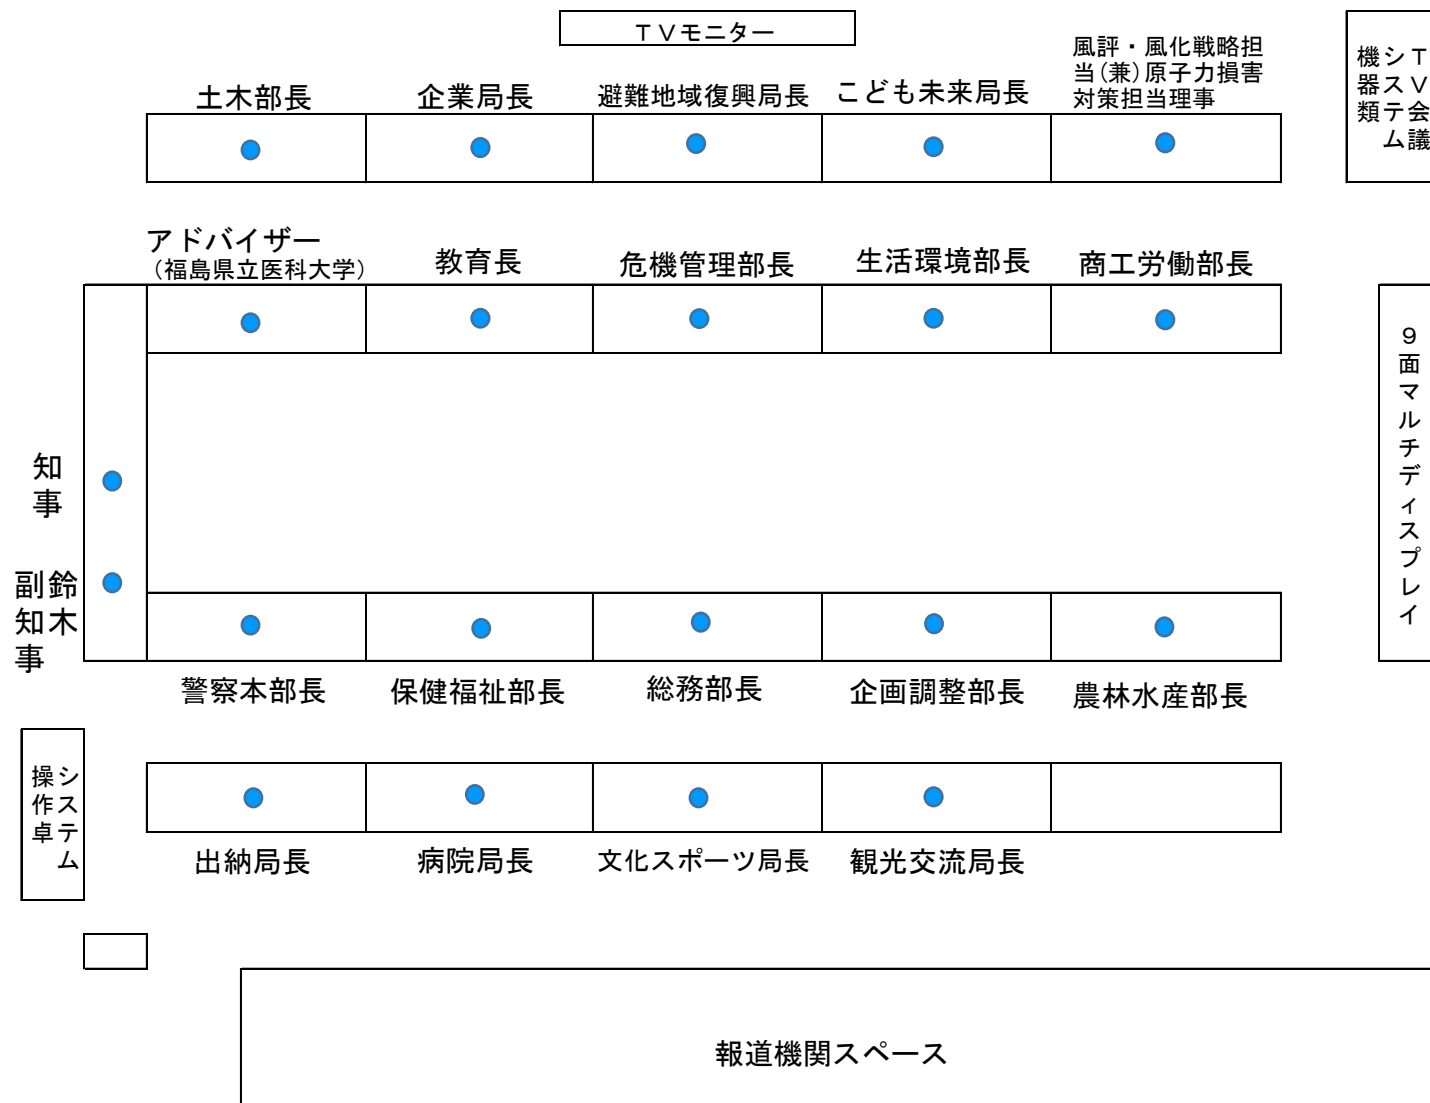 ＴＶモニター
土木部長
企業局長
避難地域復興局長
こども未来局長
風評・風化戦略担
当(兼)原子力損害
対策担当理事
ＴＶ会議
システム
機器類
アドバイザー
（福島県立医科大学）
教育長
危機管理部長
生活環境部長
商工労働部長
９面マルチディスプレイ
知事
鈴木
副知事
警察本部長
保健福祉部長
総務部長
企画調整部長
農林水産部長
システム
操作卓
出納局長
病院局長
文化スポーツ局長
観光交流局長
報道機関スペース